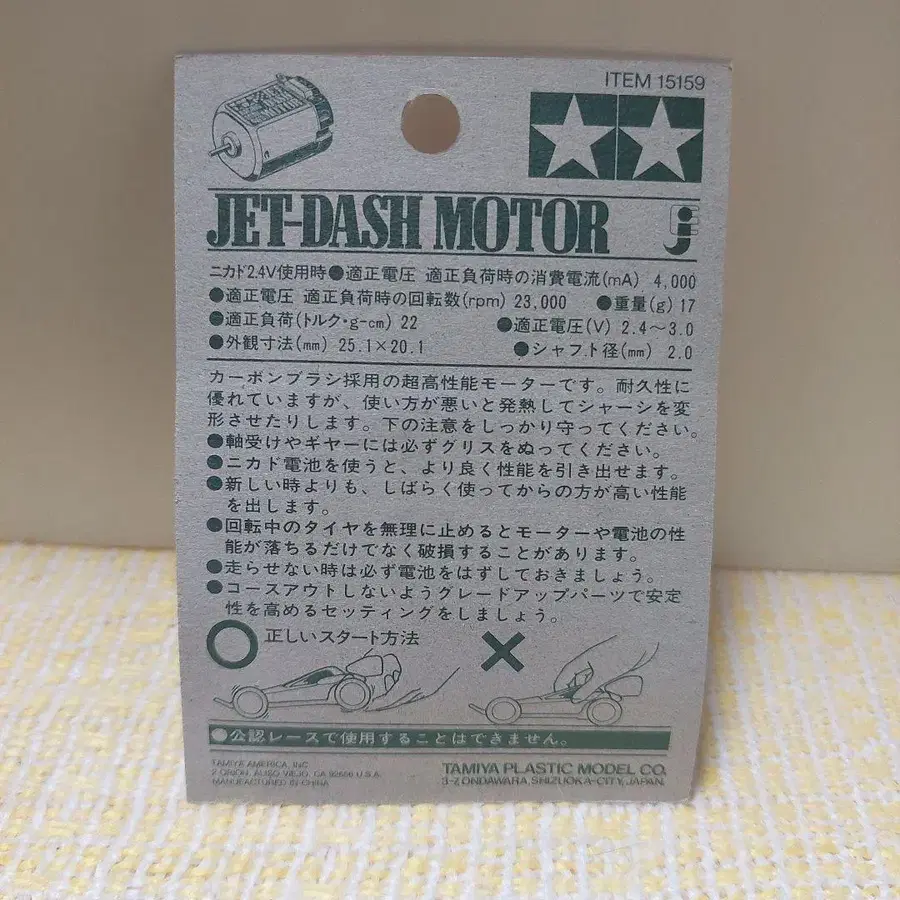 ITEM 15159
JET-DASH MOTOR
ニカド2.4V使用時●適正電圧 適正負荷時の消費電流(mA) 4,000
●適正電圧 適正負荷時の回転数(rpm) 23,000 ●重量(g) 17
●適正負荷(トルク・g-cm) 22 ●適正電圧(V) 2.4～3.0
●外観寸法(mm) 25.1×20.1 ●シャフト径(mm) 2.0
カーボンブラシ採用の超高性能モーターです。耐久性に
優れていますが、使い方が悪いと発熱してシャーシを変
形させたりします。下の注意をしっかり守ってください。
●軸受けやギヤーには必ずグリスをぬってください。
●ニカド電池を使うと、より良く性能を引き出せます。
●新しい時よりも、しばらく使ってからの方が高い性能
を出します。
●回転中のタイヤを無理に止めるとモーターや電池の性
能が落ちるだけでなく破損することがあります。
●走らせない時は必ず電池をはずしておきましょう。
●コースアウトしないようグレードアップパーツで安定
性を高めるセッティングをしましょう。
正しいスタート方法
●公認レースで使用することはできません。
TAMIYA AMERICA, INC
2 ORION, ALISO VIEJO, CA 92656 U.S.A.
MANUFACTURED IN CHINA
TAMIYA PLASTIC MODEL CO.
3-7, ONDAWARA, SHIZUOKA-CITY, JAPAN.